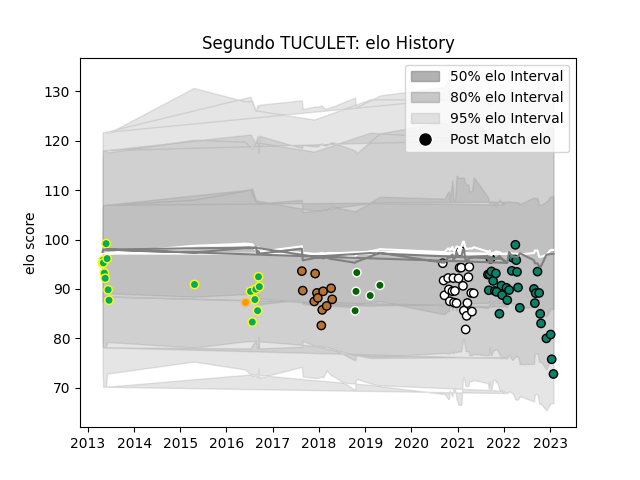 Segundo TUCULET: elo History
50% elo Interval
80% elo Interval
95% elo Interval
Post Match elo
elo score
130
120
110
100
90
80
70
2013 2014 2015 2016 2017 2018 2019 2020 2021 2022 2023